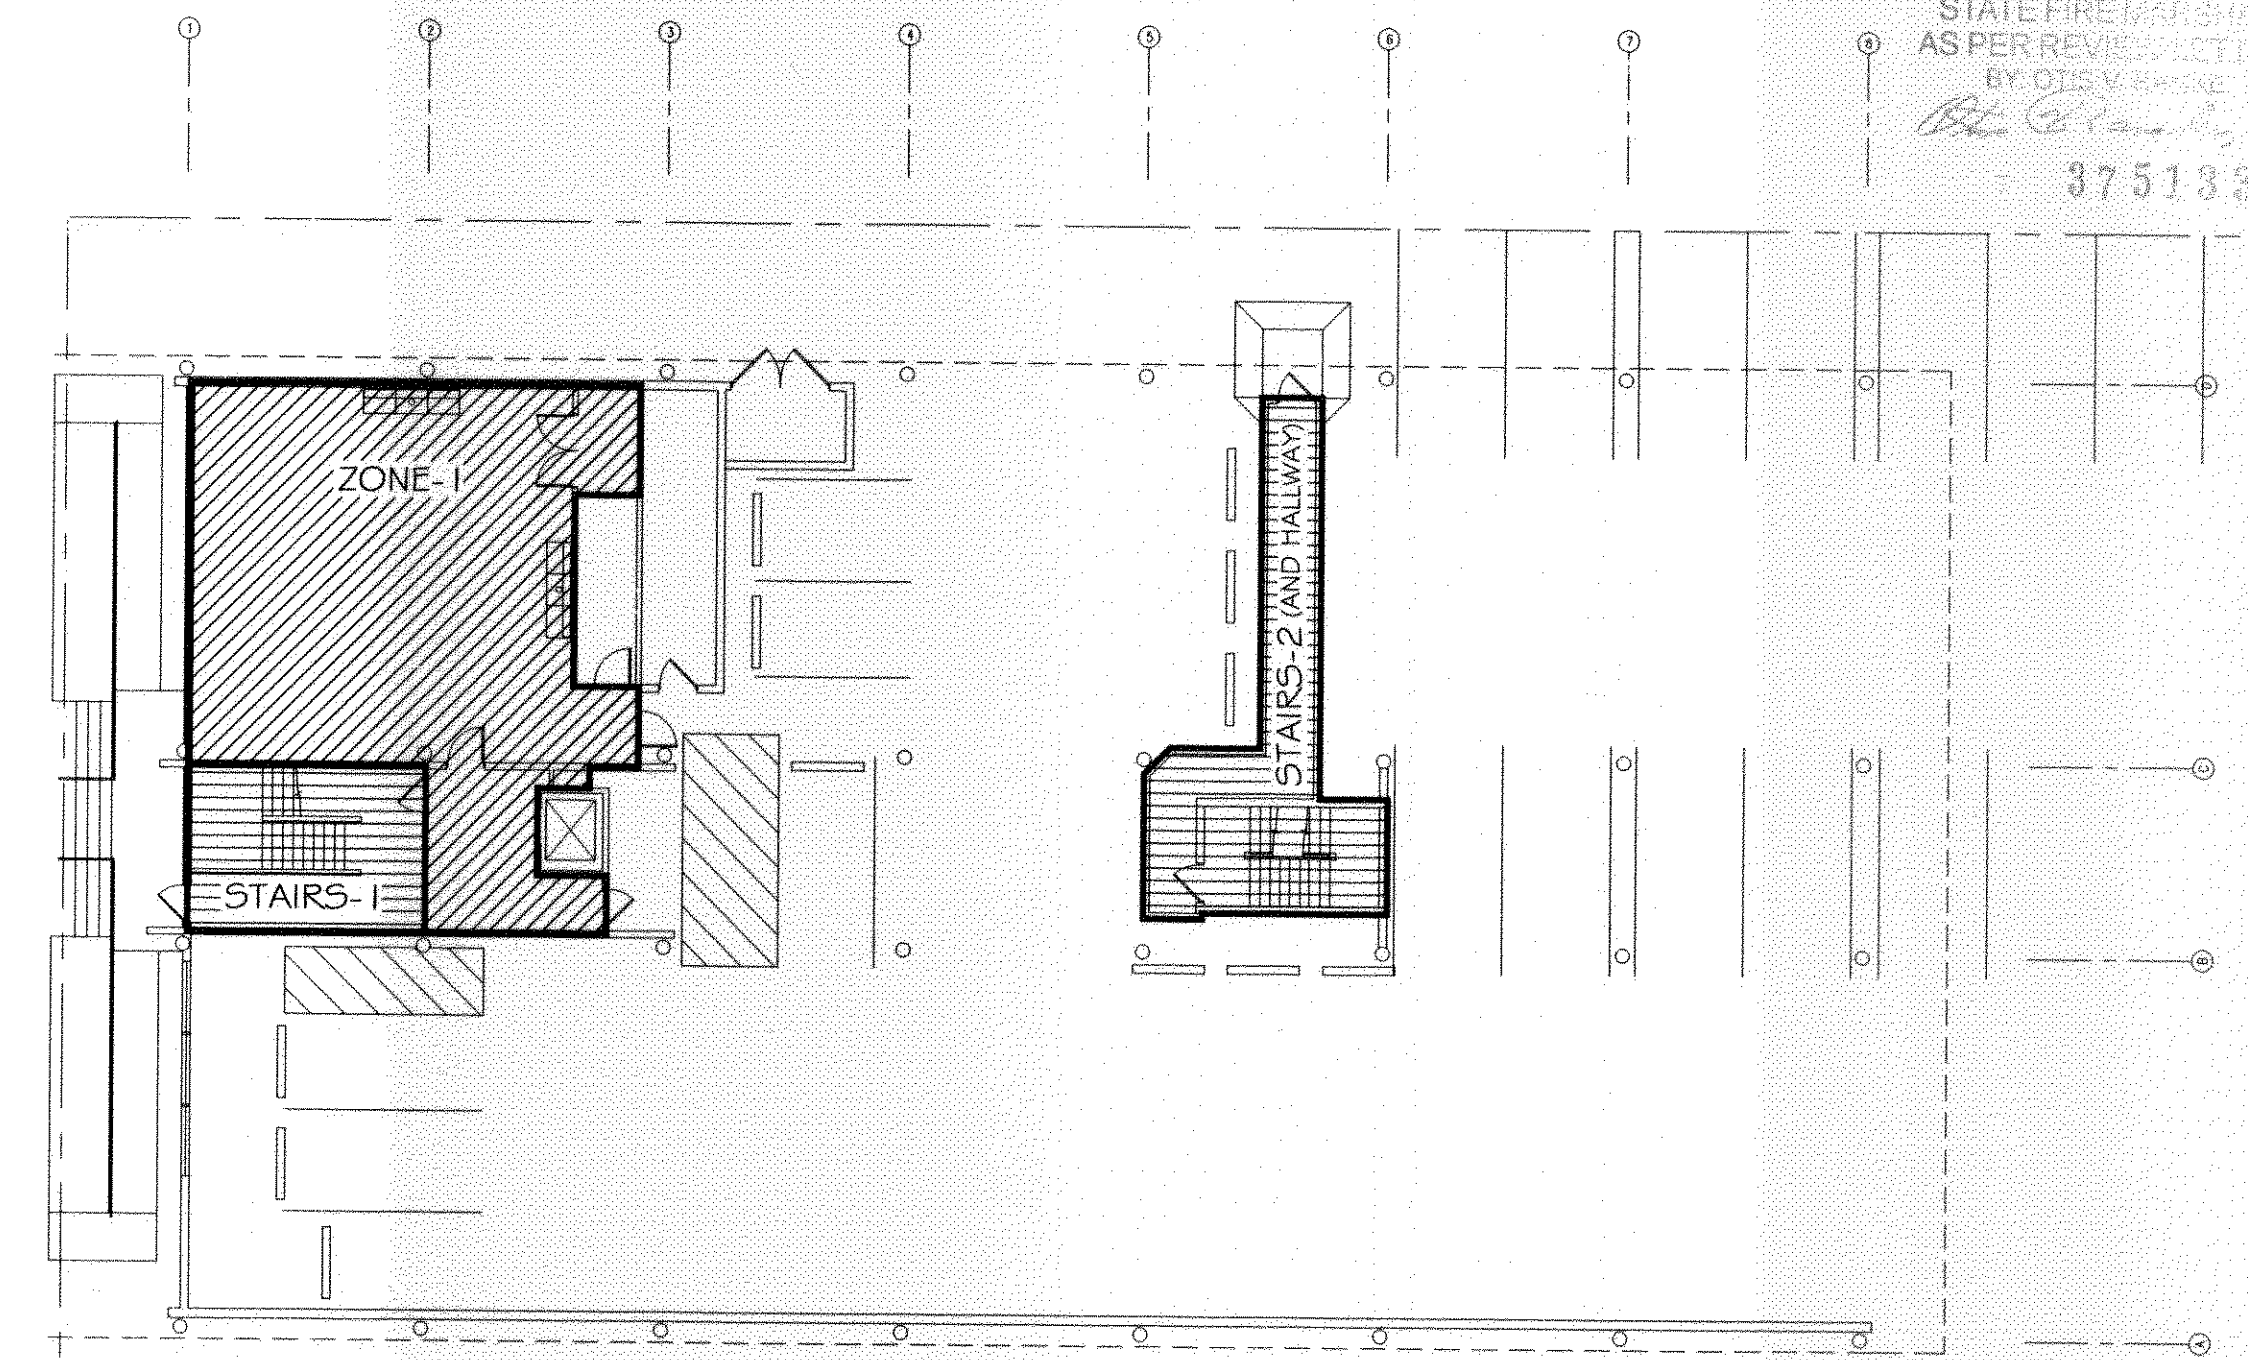 1 2 3 4 5 6 7 8
STATE FIRE
AS PER
BY OTIS V.
375133
D
ZONE-1
STAIRS-2 (AND HALLWAY)
C
STAIRS-1
B
A